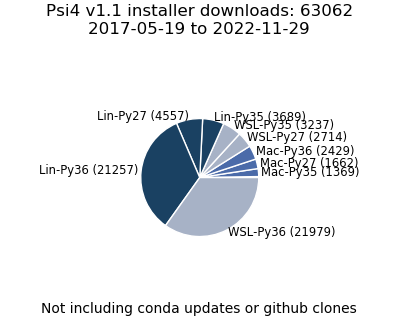 Psi4 v1.1 installer downloads: 63062
2017-05-19 to 2022-11-29
Lin-Py27 (4557)
Lin-Py35 (3689)
WSL-Py35 (3237)
WSL-Py27 (2714)
Mac-Py36 (2429)
Mac-Py27 (1662)
Lin-Py36 (21257)
Mac-Py35 (1369)
WSL-Py36 (21979)
Not including conda updates or github clones